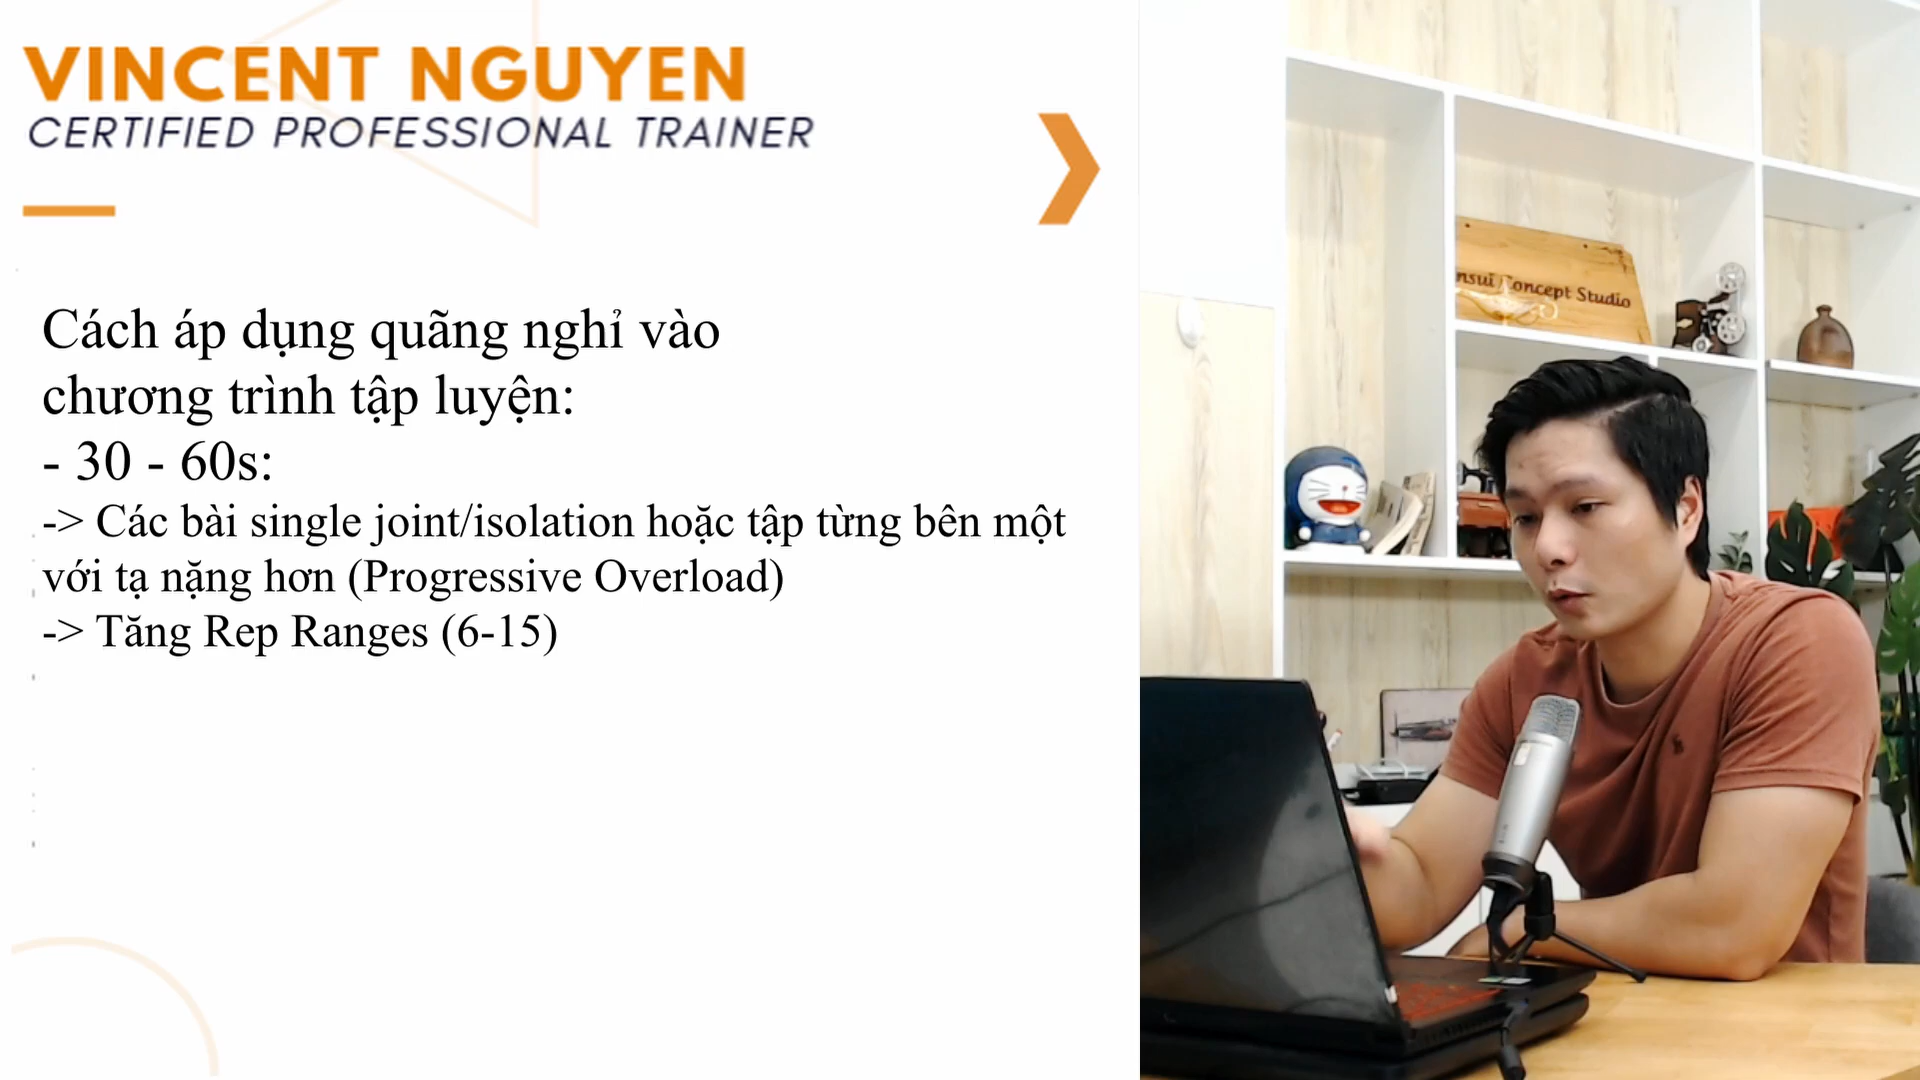 VINCENT NGUYEN
CERTIFIED PROFESSIONAL TRAINER
Cách áp dụng quãng nghỉ vào
chương trình tập luyện:
- 30 - 60s:
-> Các bài single joint/isolation hoặc tập từng bên một
với tạ nặng hơn (Progressive Overload)
-> Tăng Rep Ranges (6-15)
Concept Studio